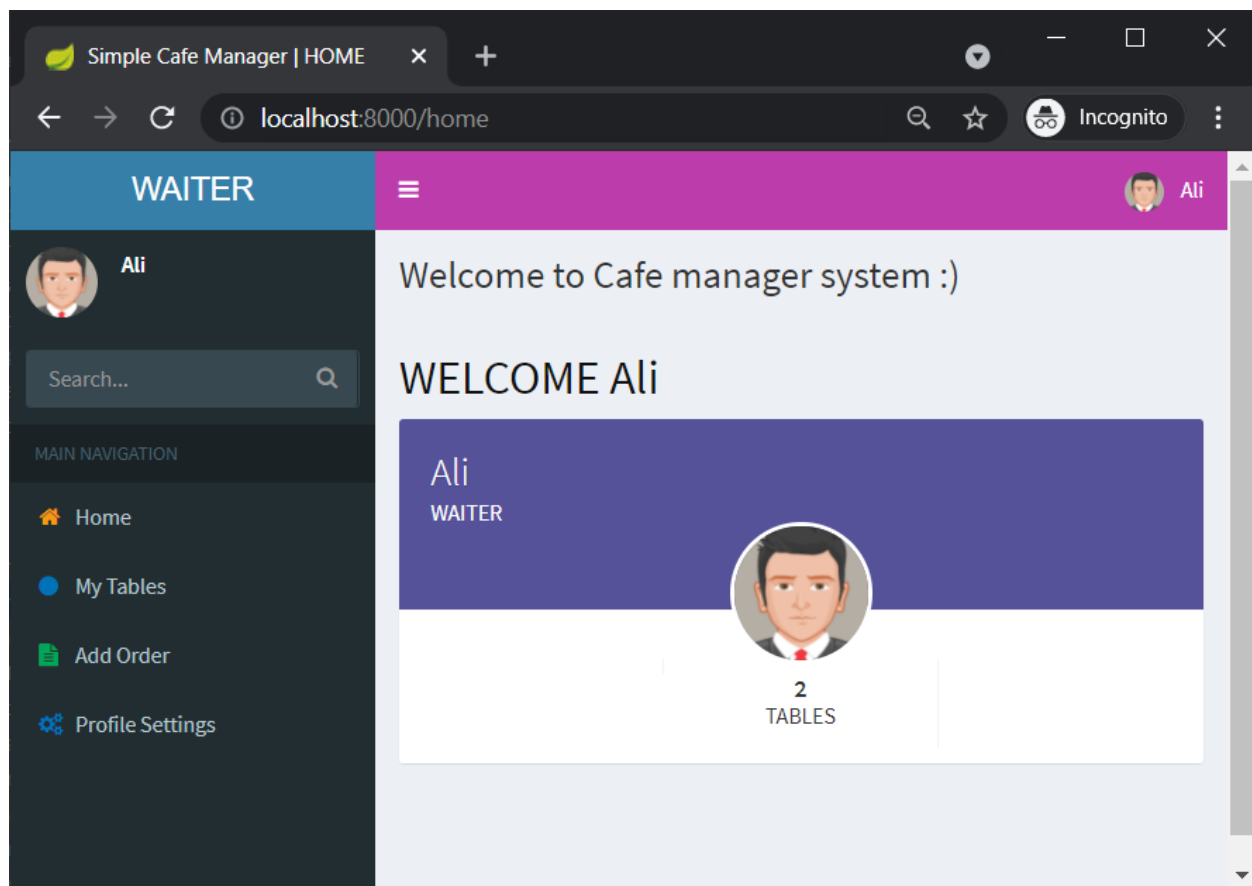 Simple Cafe Manager | HOME
localhost:8000/home
Incognito
WAITER
Ali
Ali
Search...
MAIN NAVIGATION
Home
My Tables
Add Order
Profile Settings
Welcome to Cafe manager system :)
WELCOME Ali
Ali
WAITER
2
TABLES